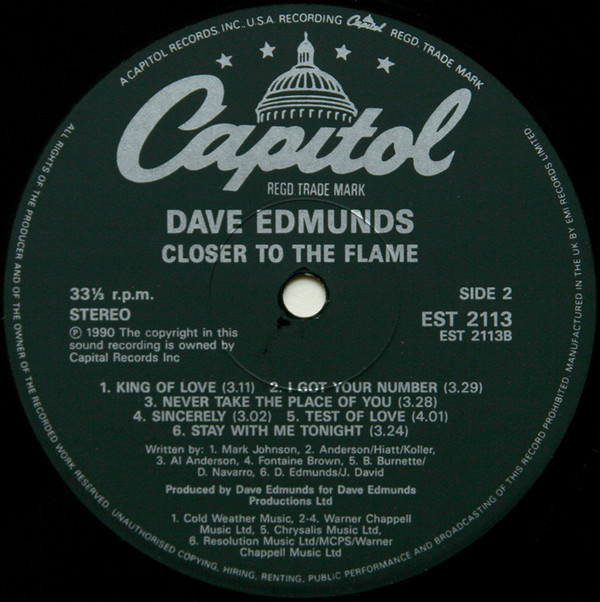 A CAPITOL RECORDS, INC., U.S.A. RECORDING Capitol REGD. TRADE MARK
Capitol
REGD TRADE MARK
DAVE EDMUNDS
CLOSER TO THE FLAME
33⅓ r.p.m.
STEREO
Ⓟ 1990 The copyright in this
sound recording is owned by
Capital Records Inc
SIDE 2
EST 2113
EST 2113B
1. KING OF LOVE (3.11) 2. I GOT YOUR NUMBER (3.29)
3. NEVER TAKE THE PLACE OF YOU (3.28)
4. SINCERELY (3.02) 5. TEST OF LOVE (4.01)
6. STAY WITH ME TONIGHT (3.24)
Written by: 1. Mark Johnson, 2. Anderson/Hiatt/Koller,
3. Al Anderson, 4. Fontaine Brown, 5. B. Burnette/
D. Navarro, 6. D. Edmunds/J. David
Produced by Dave Edmunds for Dave Edmunds
Productions Ltd
1. Cold Weather Music, 2-4. Warner Chappell
Music Ltd, 5. Chrysalis Music Ltd,
6. Resolution Music Ltd/MCPS/Warner
Chappell Music Ltd
ALL RIGHTS OF THE PRODUCER AND OF THE OWNER OF THE RECORDED WORK RESERVED. UNAUTHORISED COPYING, HIRING, RENTING, PUBLIC PERFORMANCE AND BROADCASTING OF THIS RECORD PROHIBITED. MANUFACTURED IN THE UK BY EMI RECORDS LIMITED